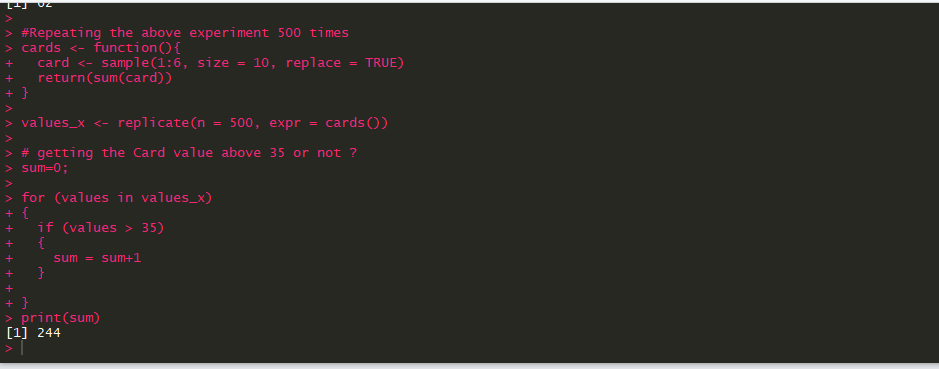 >
> #Repeating the above experiment 500 times
> cards <- function(){
+   card <- sample(1:6, size = 10, replace = TRUE)
+   return(sum(card))
+ }
>
> values_x <- replicate(n = 500, expr = cards())
>
> # getting the Card value above 35 or not ?
> sum=0;
>
> for (values in values_x)
+ {
+   if (values > 35)
+   {
+     sum = sum+1
+   }
+
+ }
> print(sum)
[1] 244
>